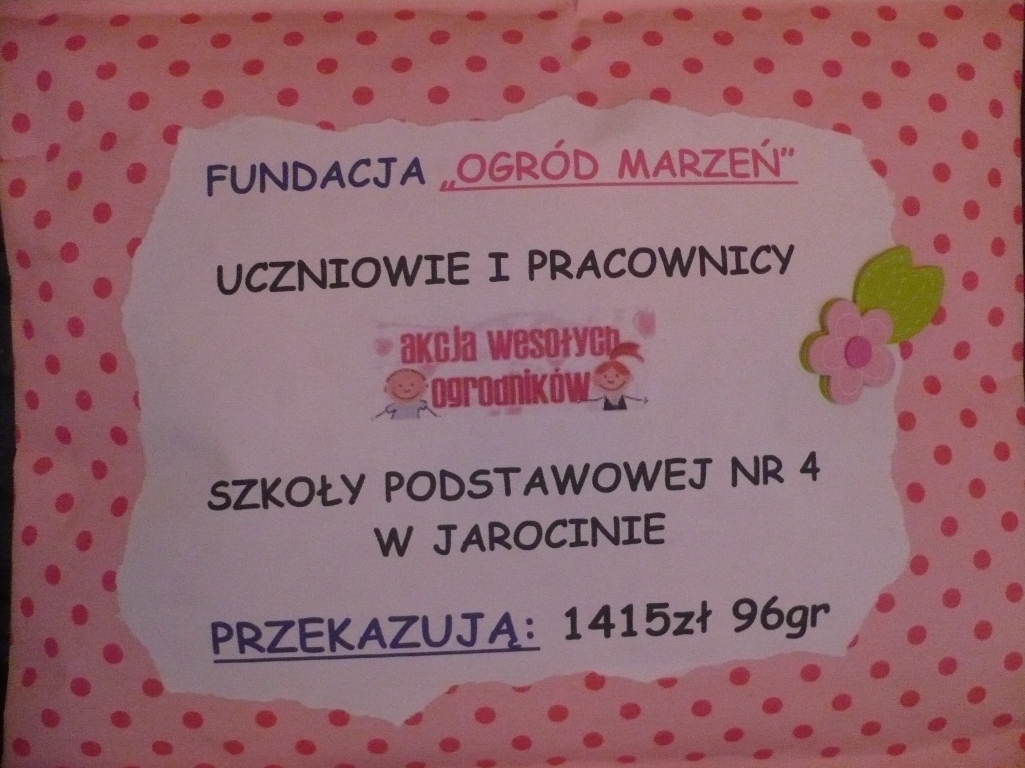 FUNDACJA „OGRÓD MARZEŃ"
UCZNIOWIE I PRACOWNICY
akcja wesołych
ogrodników
SZKOŁY PODSTAWOWEJ NR 4
W JAROCINIE
PRZEKAZUJĄ: 1415zł 96gr